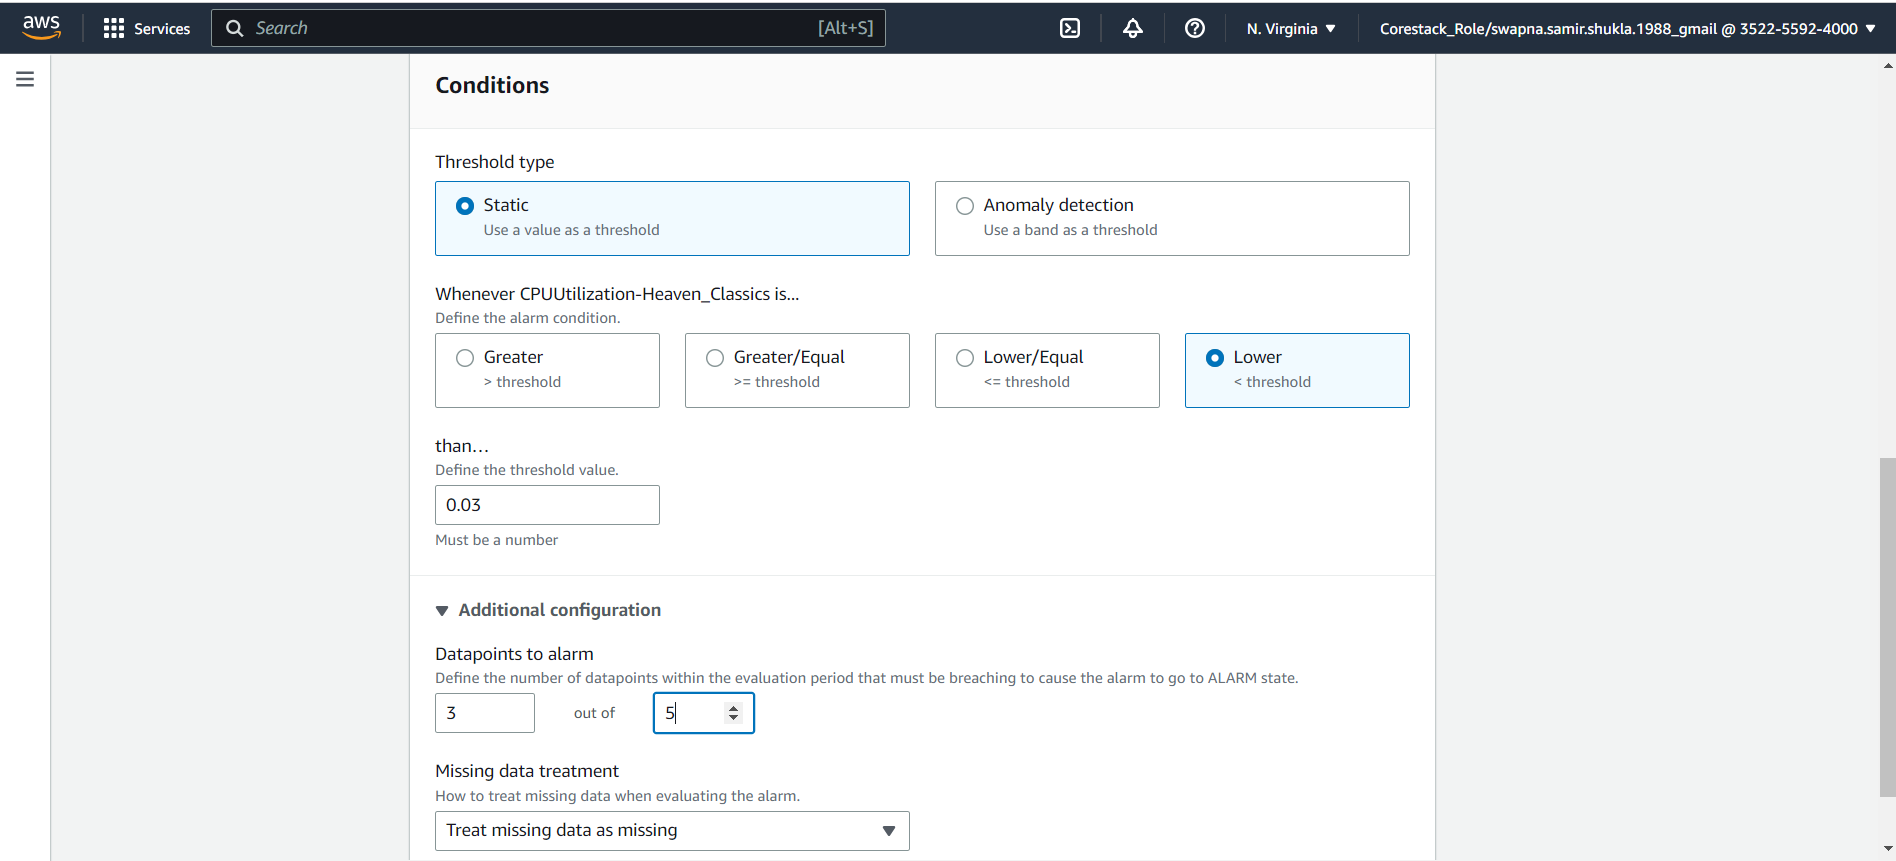 aws Services Search [Alt+S] N. Virginia Corestack_Role/swapna.samir.shukla.1988_gmail @ 3522-5592-4000
Conditions
Threshold type
Static
Use a value as a threshold
Anomaly detection
Use a band as a threshold
Whenever CPUUtilization-Heaven_Classics is...
Define the alarm condition.
Greater
> threshold
Greater/Equal
>= threshold
Lower/Equal
<= threshold
Lower
< threshold
than…
Define the threshold value.
0.03
Must be a number
Additional configuration
Datapoints to alarm
Define the number of datapoints within the evaluation period that must be breaching to cause the alarm to go to ALARM state.
3 out of 5
Missing data treatment
How to treat missing data when evaluating the alarm.
Treat missing data as missing